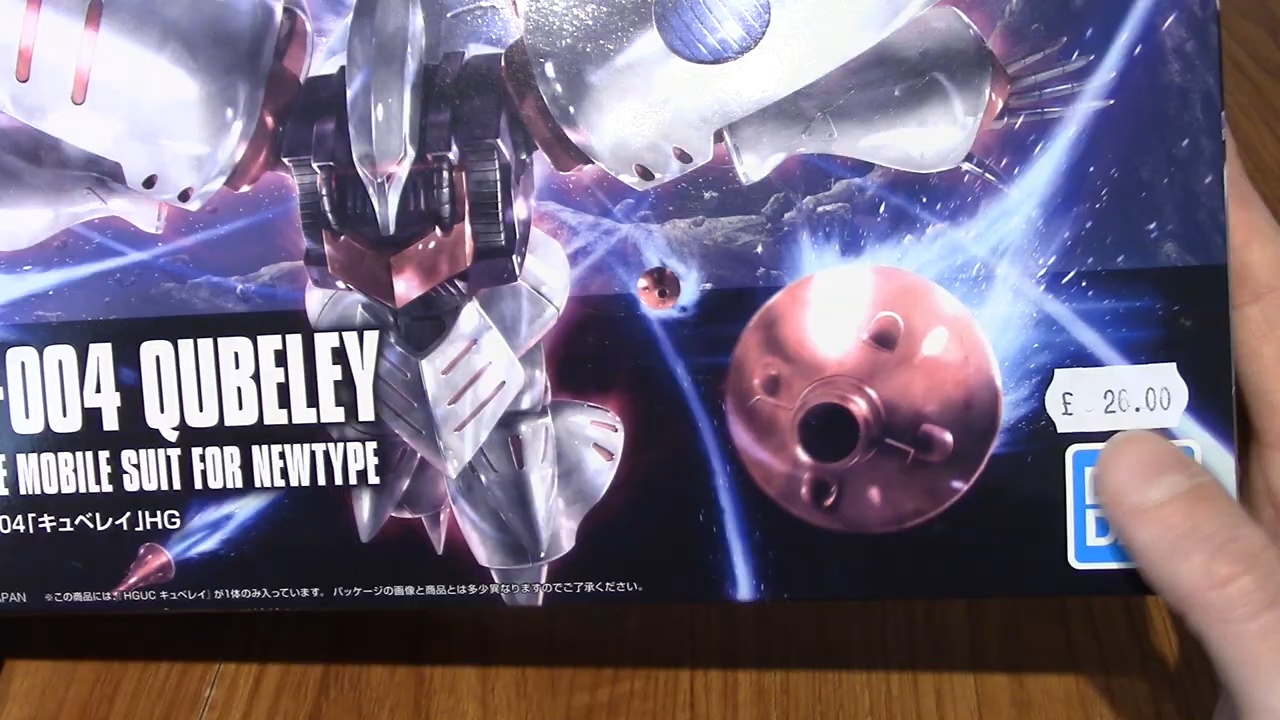 -004 QUBELEY
E MOBILE SUIT FOR NEWTYPE
04「キュベレイ」HG
£ 26.00
APAN ※この商品には、「HGUC キュベレイ」が1体のみ入っています。 パッケージの画像と商品とは多少異なりますのでご了承ください。